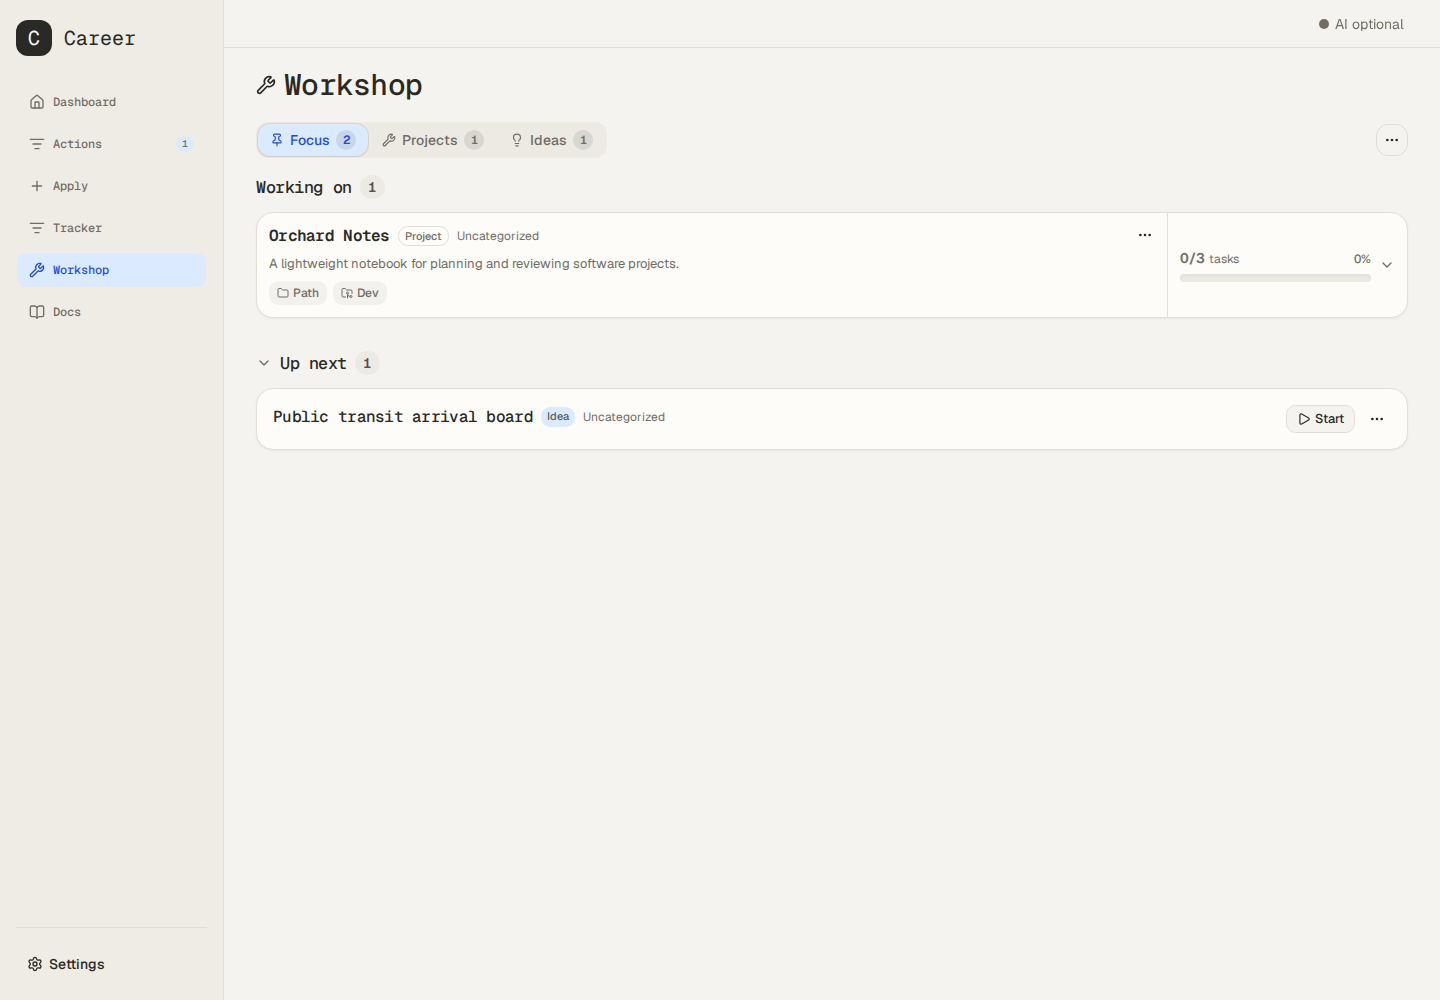 C Career
AI optional
Dashboard
Actions 1
Apply
Tracker
Workshop
Docs
Settings
Workshop
Focus 2 Projects 1 Ideas 1
Working on 1
Orchard Notes Project Uncategorized
A lightweight notebook for planning and reviewing software projects.
Path Dev
0/3 tasks 0%
Up next 1
Public transit arrival board Idea Uncategorized
Start